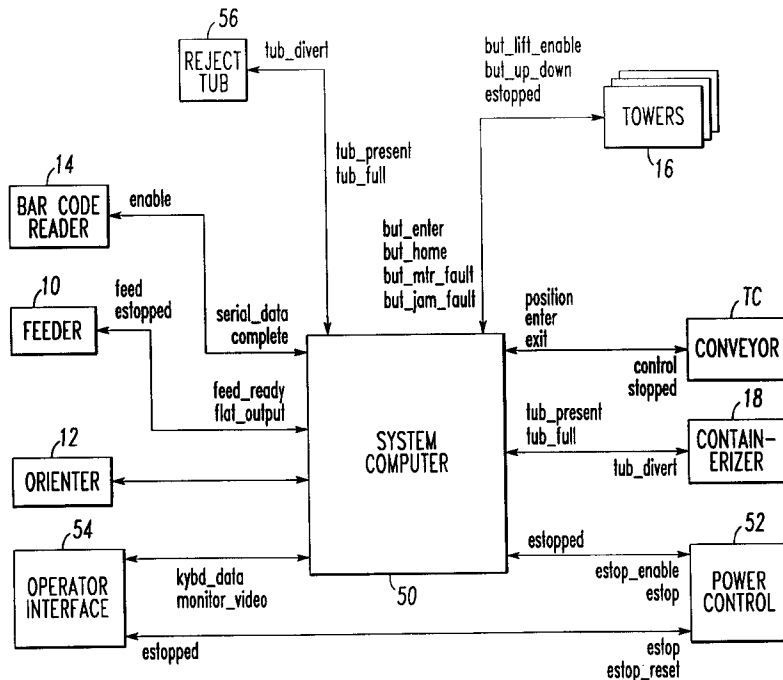 56
REJECT
TUB
tub_divert
but_lift_enable
but_up_down
estopped
TOWERS
16
tub_present
tub_full
14
BAR CODE
READER
enable
but_enter
but_home
but_mtr_fault
but_jam_fault
10
FEEDER
feed
estopped
serial_data
complete
position
enter
exit
TC
CONVEYOR
control
stopped
feed_ready
flat_output
SYSTEM
COMPUTER
50
tub_present
tub_full
18
CONTAIN-
ERIZER
tub_divert
12
ORIENTER
54
OPERATOR
INTERFACE
kybd_data
monitor_video
estopped
52
POWER
CONTROL
estop_enable
estop
estopped
estop
estop_reset